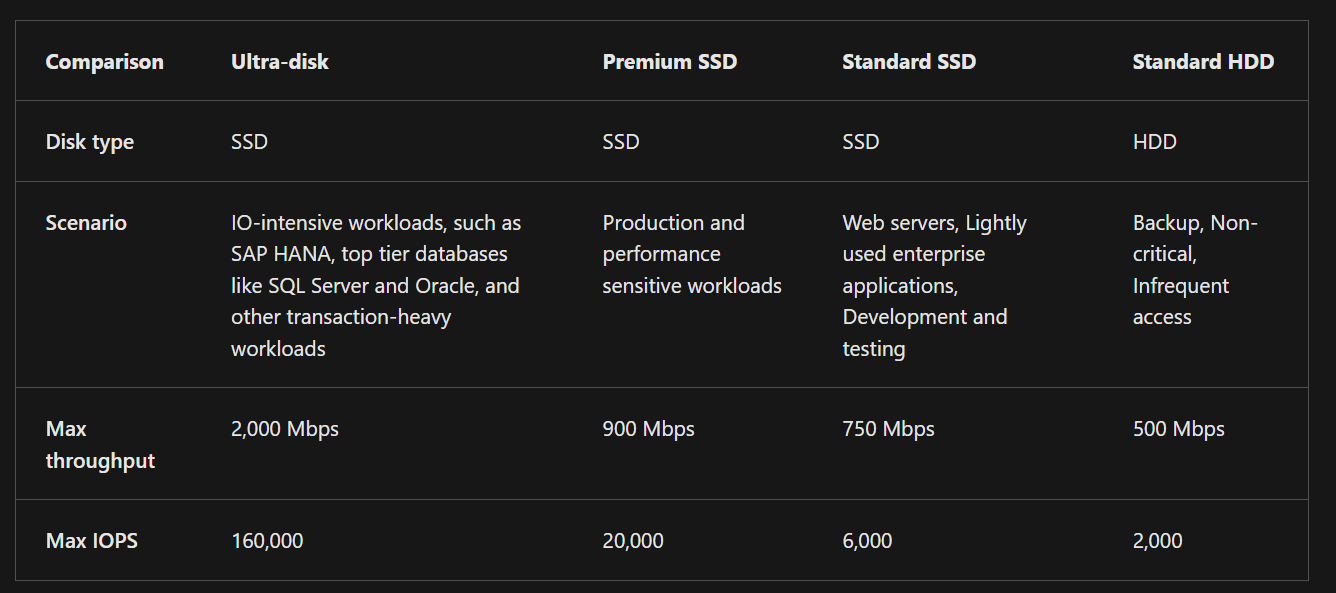 Comparison Ultra-disk Premium SSD Standard SSD Standard HDD
Disk type SSD SSD SSD HDD
Scenario IO-intensive workloads, such as Production and Web servers, Lightly Backup, Non-
SAP HANA, top tier databases performance used enterprise critical,
like SQL Server and Oracle, and sensitive workloads applications, Infrequent
other transaction-heavy Development and access
workloads testing
Max 2,000 Mbps 900 Mbps 750 Mbps 500 Mbps
throughput
Max IOPS 160,000 20,000 6,000 2,000